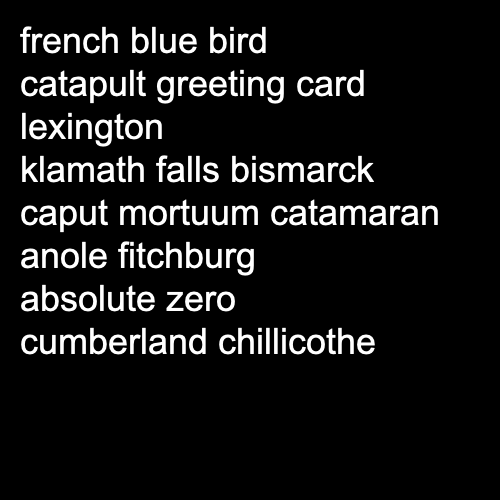 french blue bird
catapult greeting card
lexington
klamath falls bismarck
caput mortuum catamaran
anole fitchburg
absolute zero
cumberland chillicothe